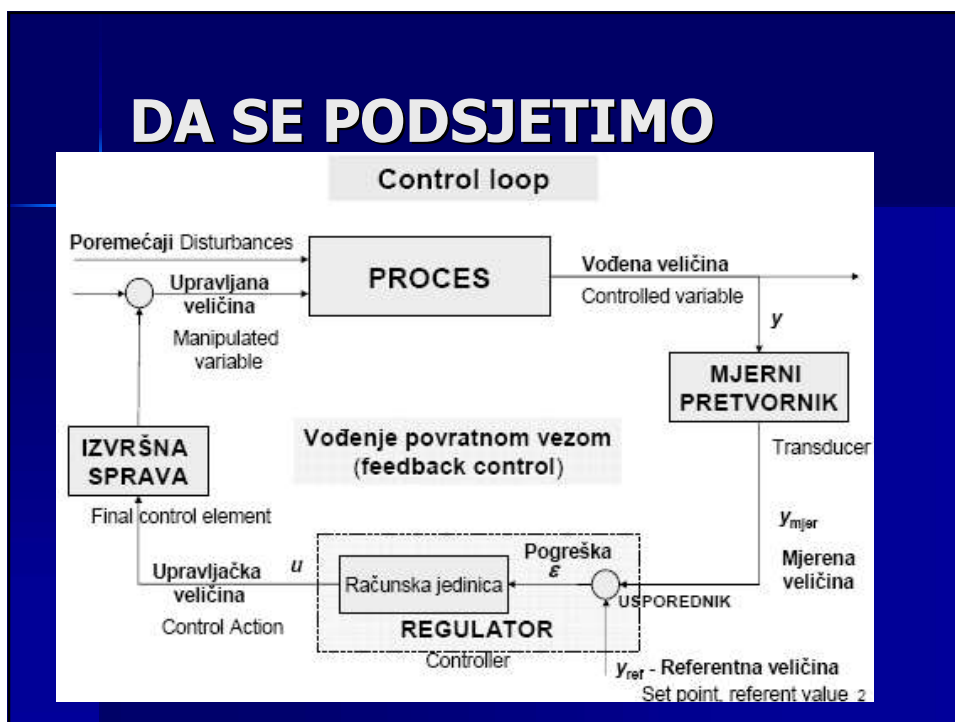 DA SE PODSJETIMO
Control loop
Poremećaji Disturbances
Upravljana
veličina
Manipulated
variable
PROCES
Vođena veličina
Controlled variable
y
MJERNI
PRETVORNIK
Transducer
IZVRŠNA
SPRAVA
Final control element
Vođenje povratnom vezom
(feedback control)
y mjer
Mjerena
veličina
Upravljačka
veličina
u
Control Action
Računska jedinica
Pogreška
ε
USPOREDNIK
REGULATOR
Controller
y ref - Referentna veličina
Set point, referent value 2